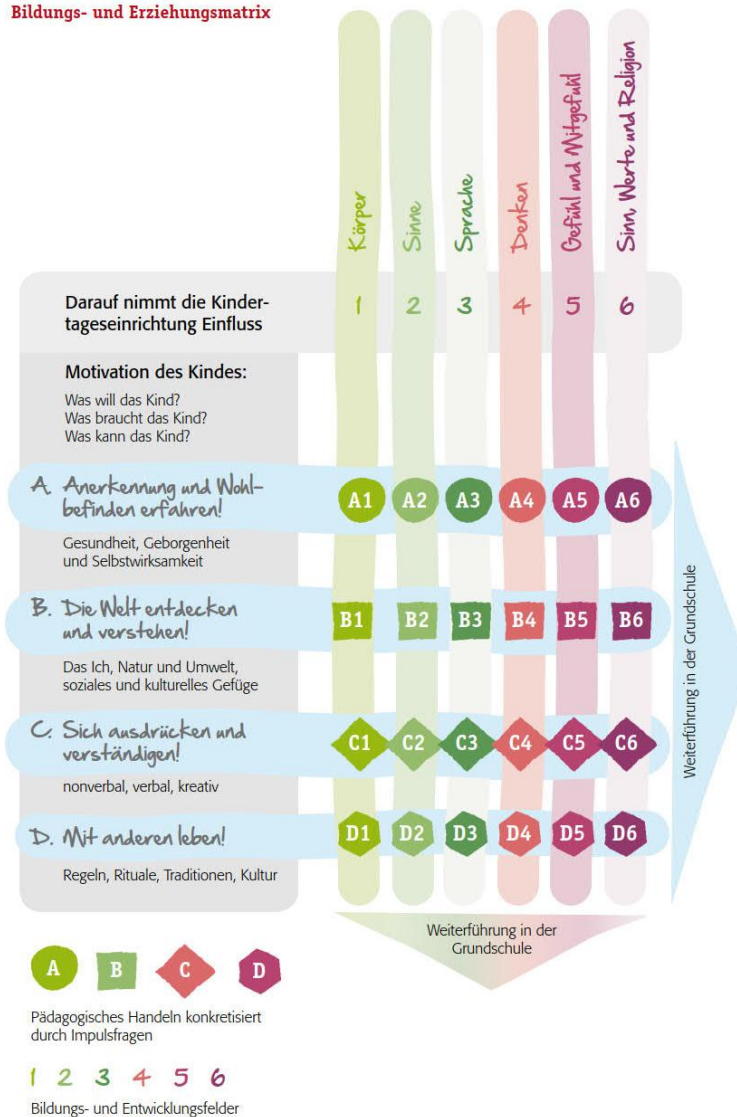 Bildungs- und Erziehungsmatrix
Körper
Sinne
Sprache
Denken
Gefühl und Mitgefühl
Sinn, Werte und Religion
Darauf nimmt die Kinder-
tageseinrichtung Einfluss
1 2 3 4 5 6
Motivation des Kindes:
Was will das Kind?
Was braucht das Kind?
Was kann das Kind?
A. Anerkennung und Wohl-
befinden erfahren!
A1 A2 A3 A4 A5 A6
Gesundheit, Geborgenheit
und Selbstwirksamkeit
B. Die Welt entdecken
und verstehen!
B1 B2 B3 B4 B5 B6
Das Ich, Natur und Umwelt,
soziales und kulturelles Gefüge
C. Sich ausdrücken und
verständigen!
C1 C2 C3 C4 C5 C6
nonverbal, verbal, kreativ
D. Mit anderen leben!
D1 D2 D3 D4 D5 D6
Regeln, Rituale, Traditionen, Kultur
Weiterführung in der Grundschule
Weiterführung in der
Grundschule
A B C D
Pädagogisches Handeln konkretisiert
durch Impulsfragen
1 2 3 4 5 6
Bildungs- und Entwicklungsfelder